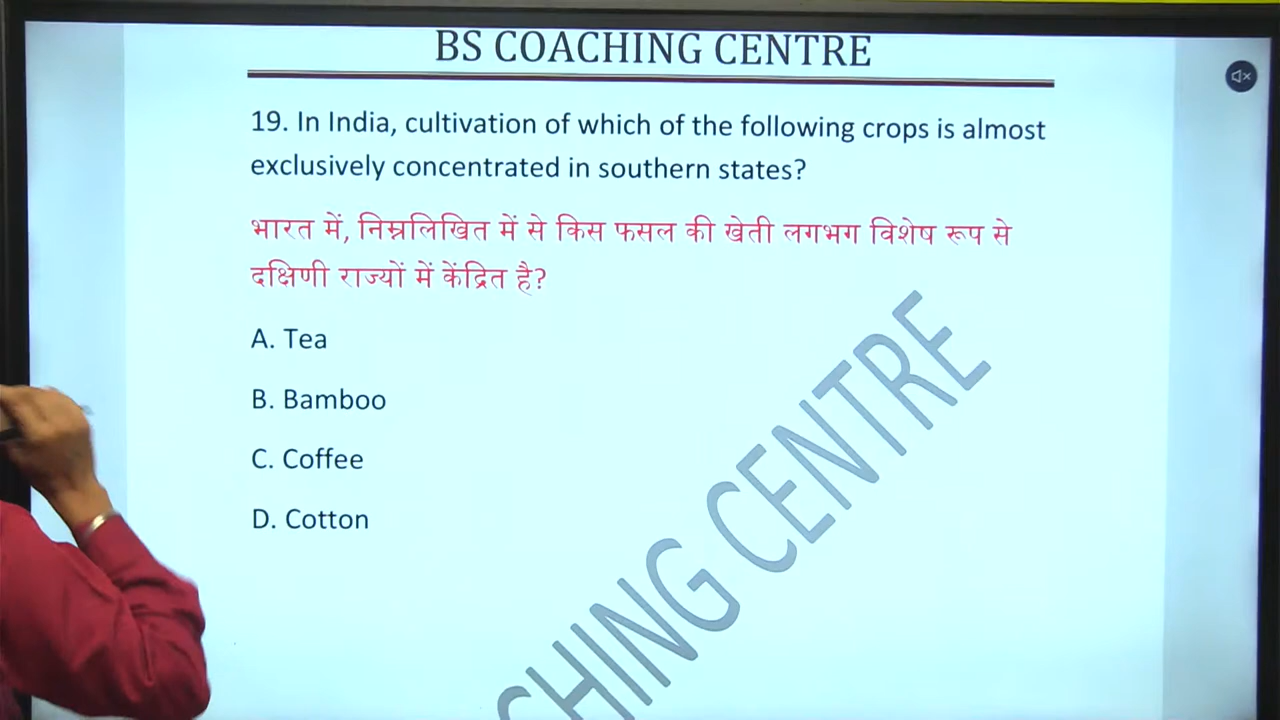 BS COACHING CENTRE
19. In India, cultivation of which of the following crops is almost
exclusively concentrated in southern states?
भारत में, निम्नलिखित में से किस फसल की खेती लगभग विशेष रूप से
दक्षिणी राज्यों में केंद्रित है?
A. Tea
B. Bamboo
C. Coffee
D. Cotton
CHING CENTRE